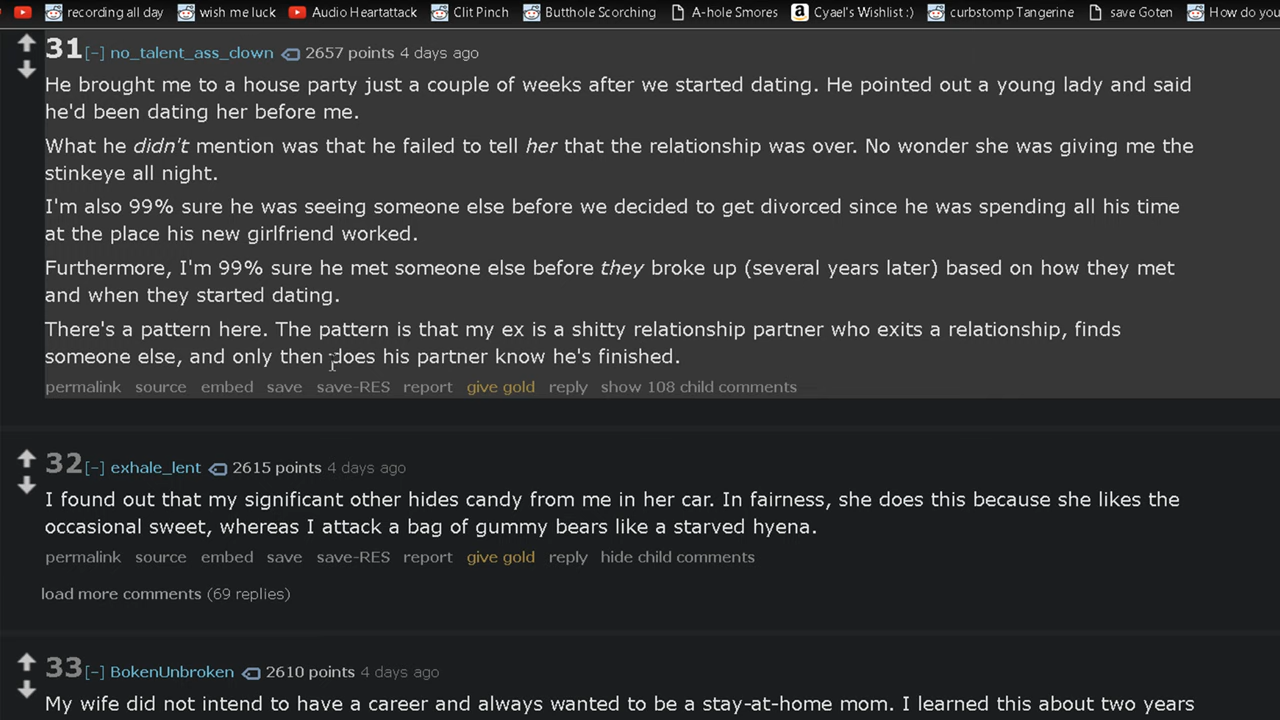 recording all day wish me luck Audio Heartattack Clit Pinch Butthole Scorching A-hole Smores Cyael's Wishlist :) curbstomp Tangerine save Goten How do you
31 [-] no_talent_ass_clown 2657 points 4 days ago
He brought me to a house party just a couple of weeks after we started dating. He pointed out a young lady and said
he'd been dating her before me.
What he didn't mention was that he failed to tell her that the relationship was over. No wonder she was giving me the
stinkeye all night.
I'm also 99% sure he was seeing someone else before we decided to get divorced since he was spending all his time
at the place his new girlfriend worked.
Furthermore, I'm 99% sure he met someone else before they broke up (several years later) based on how they met
and when they started dating.
There's a pattern here. The pattern is that my ex is a shitty relationship partner who exits a relationship, finds
someone else, and only then does his partner know he's finished.
permalink source embed save save-RES report give gold reply show 108 child comments
32 [-] exhale_lent 2615 points 4 days ago
I found out that my significant other hides candy from me in her car. In fairness, she does this because she likes the
occasional sweet, whereas I attack a bag of gummy bears like a starved hyena.
permalink source embed save save-RES report give gold reply hide child comments
load more comments (69 replies)
33 [-] BokenUnbroken 2610 points 4 days ago
My wife did not intend to have a career and always wanted to be a stay-at-home mom. I learned this about two years